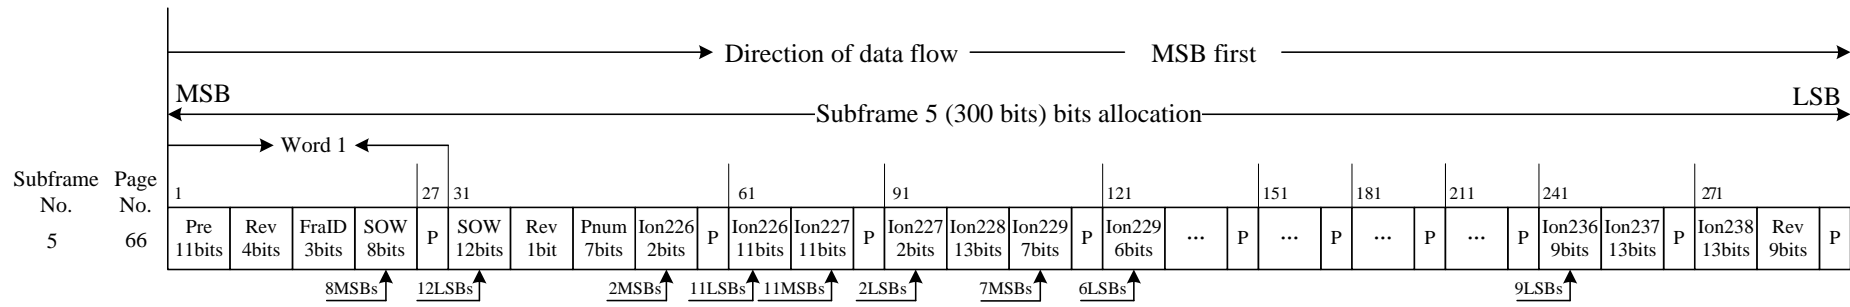 Direction of data flow MSB first
MSB LSB
Subframe 5 (300 bits) bits allocation
Word 1
Subframe No. Page No.
1 27 31 61 91 121 151 181 211 241 271
5 66 Pre 11bits Rev 4bits FraID 3bits SOW 8bits P SOW 12bits Rev 1bit Pnum 7bits Ion226 2bits P Ion226 11bits Ion227 11bits P Ion227 2bits Ion228 13bits Ion229 7bits P Ion229 6bits ... P ... P ... P ... P Ion236 9bits Ion237 13bits P Ion238 13bits Rev 9bits P
8MSBs 12LSBs 2MSBs 11LSBs 11MSBs 2LSBs 7MSBs 6LSBs 9LSBs